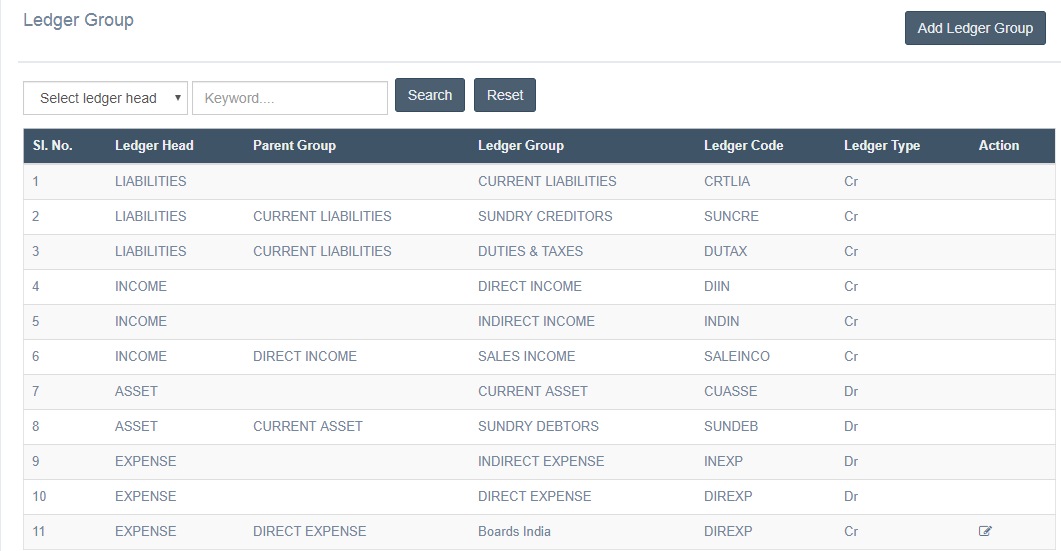 Ledger Group
Add Ledger Group
Select ledger head Keyword.... Search Reset
Sl. No. Ledger Head Parent Group Ledger Group Ledger Code Ledger Type Action
1 LIABILITIES CURRENT LIABILITIES CRTLIA Cr
2 LIABILITIES CURRENT LIABILITIES SUNDRY CREDITORS SUNCRE Cr
3 LIABILITIES CURRENT LIABILITIES DUTIES & TAXES DUTAX Cr
4 INCOME DIRECT INCOME DIIN Cr
5 INCOME INDIRECT INCOME INDIN Cr
6 INCOME DIRECT INCOME SALES INCOME SALEINCO Cr
7 ASSET CURRENT ASSET CUASSE Dr
8 ASSET CURRENT ASSET SUNDRY DEBTORS SUNDEB Dr
9 EXPENSE INDIRECT EXPENSE INEXP Dr
10 EXPENSE DIRECT EXPENSE DIREXP Dr
11 EXPENSE DIRECT EXPENSE Boards India DIREXP Cr